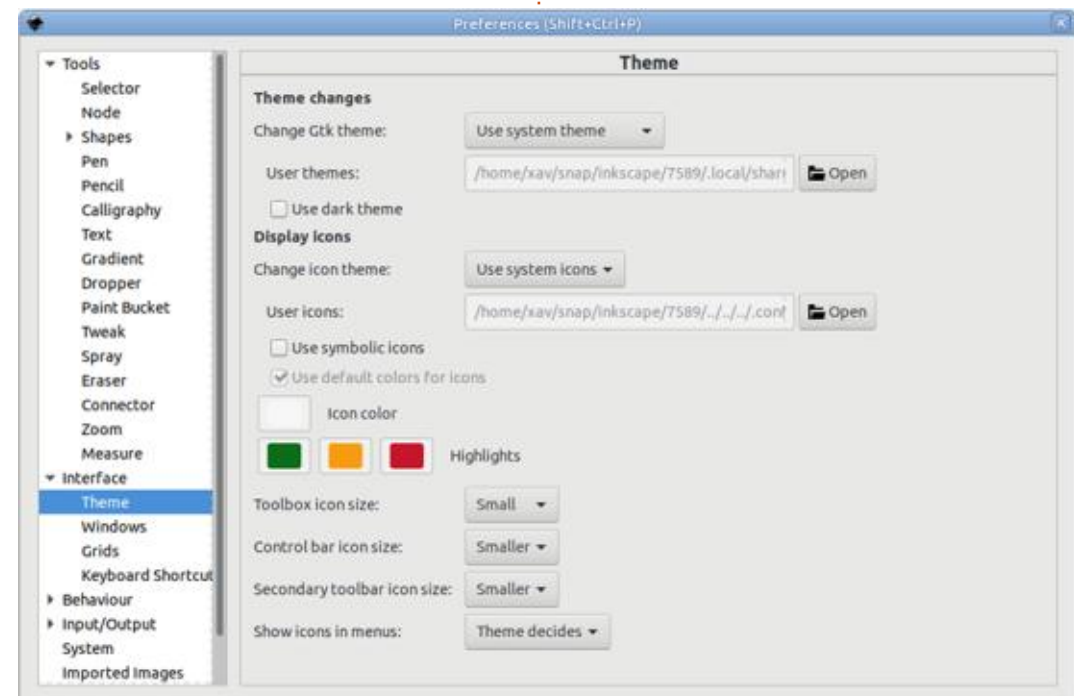 Preferences (Shift+Ctrl+P)
Tools
Selector
Node
Shapes
Pen
Pencil
Calligraphy
Text
Gradient
Dropper
Paint Bucket
Tweak
Spray
Eraser
Connector
Zoom
Measure
Interface
Theme
Windows
Grids
Keyboard Shortcut
Behaviour
Input/Output
System
Imported Images
Theme
Theme changes
Change Gtk theme: Use system theme
User themes: /home/xav/snap/inkscape/7589/.local/share Open
Use dark theme
Display icons
Change icon theme: Use system icons
User icons: /home/xav/snap/inkscape/7589/../../../.conf Open
Use symbolic icons
Use default colors for icons
Icon color
Highlights
Toolbox icon size: Small
Control bar icon size: Smaller
Secondary toolbar icon size: Smaller
Show icons in menus: Theme decides